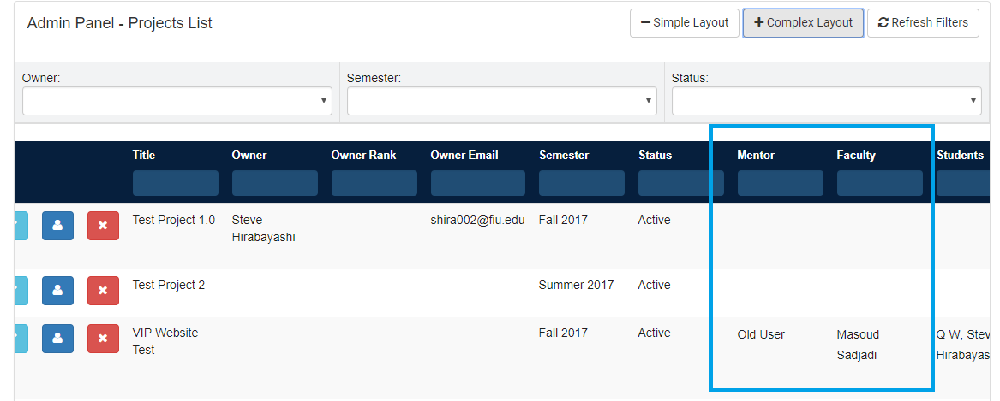 Admin Panel - Projects List
Simple Layout
Complex Layout
Refresh Filters
Owner:
Semester:
Status:
Title Owner Owner Rank Owner Email Semester Status Mentor Faculty Students
Test Project 1.0 Steve shira002@fiu.edu Fall 2017 Active
Hirabayashi
Test Project 2 Summer 2017 Active
VIP Website Fall 2017 Active Old User Masoud Q W, Stev
Test Sadjadi Hirabayas